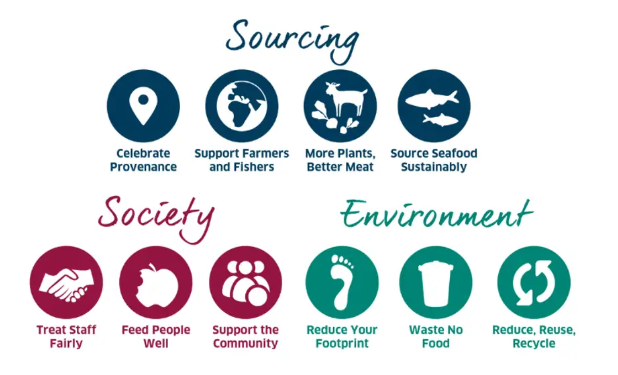 Sourcing
Celebrate
Provenance
Support Farmers
and Fishers
More Plants,
Better Meat
Source Seafood
Sustainably
Society
Environment
Treat Staff
Fairly
Feed People
Well
Support the
Community
Reduce Your
Footprint
Waste No
Food
Reduce, Reuse,
Recycle